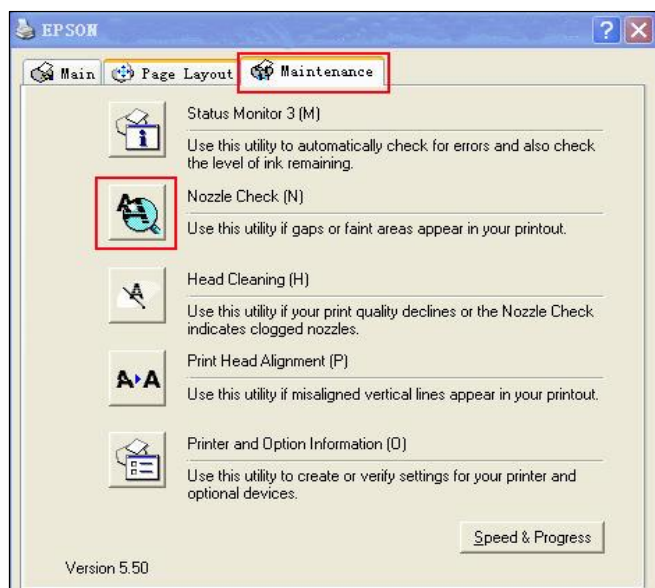 EPSON
Main
Page Layout
Maintenance
Status Monitor 3 (M)
Use this utility to automatically check for errors and also check
the level of ink remaining.
Nozzle Check (N)
Use this utility if gaps or faint areas appear in your printout.
Head Cleaning (H)
Use this utility if your print quality declines or the Nozzle Check
indicates clogged nozzles.
Print Head Alignment (P)
Use this utility if misaligned vertical lines appear in your printout.
Printer and Option Information (O)
Use this utility to create or verify settings for your printer and
optional devices.
Speed & Progress
Version 5.50